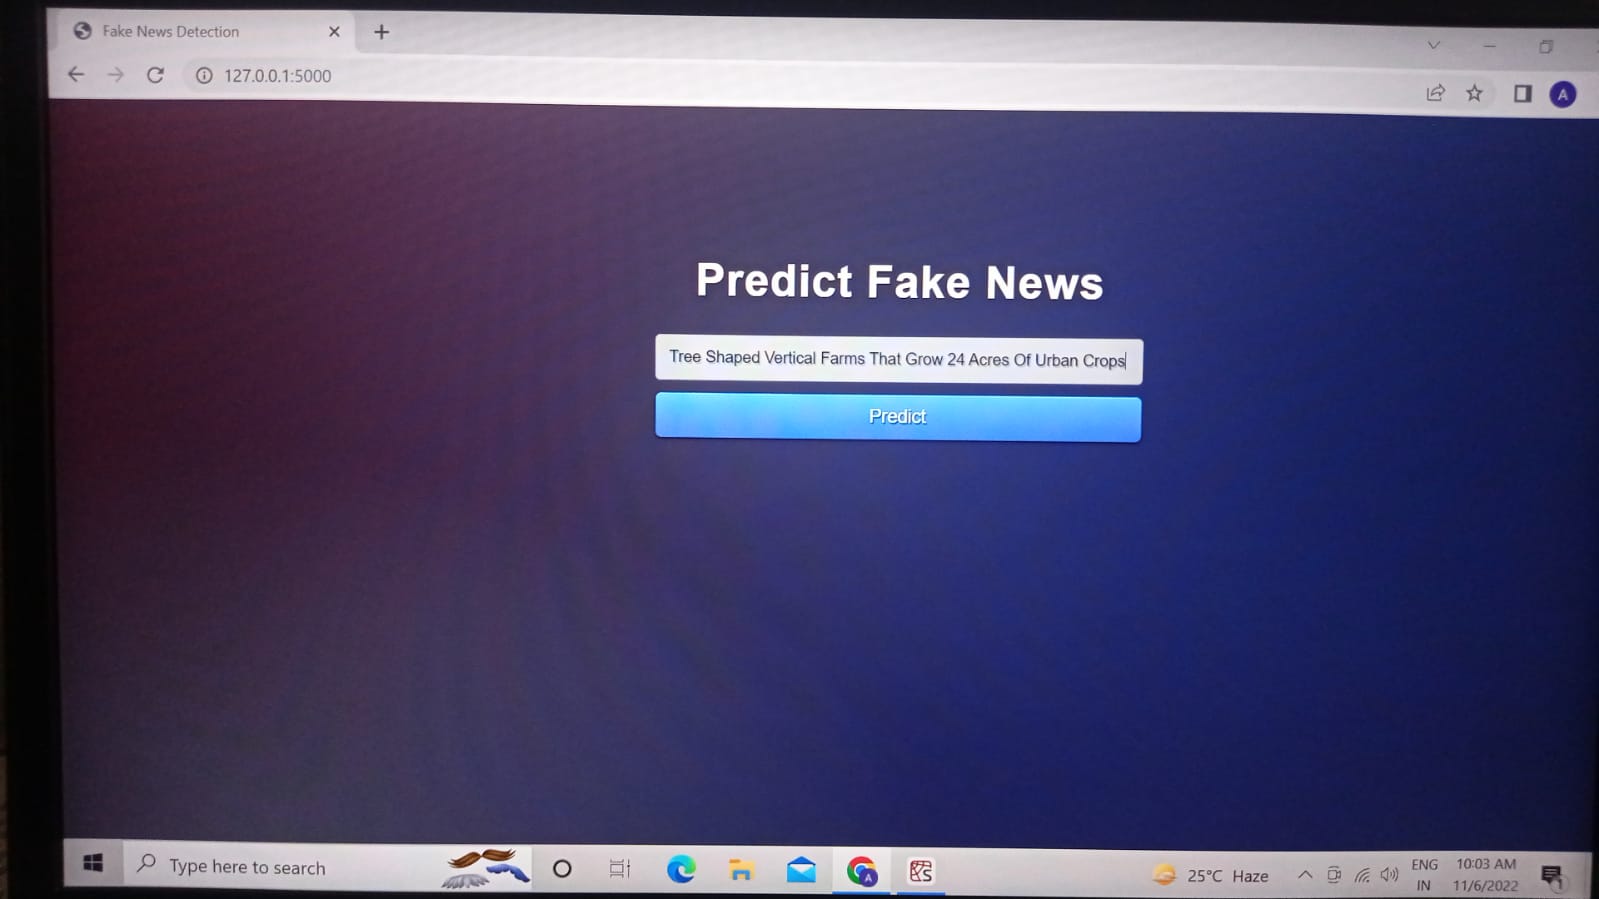 Fake News Detection
127.0.0.1:5000
A
Predict Fake News
Tree Shaped Vertical Farms That Grow 24 Acres Of Urban Crops
Predict
Type here to search
A
25°C Haze
ENG
IN
10:03 AM
11/6/2022
1